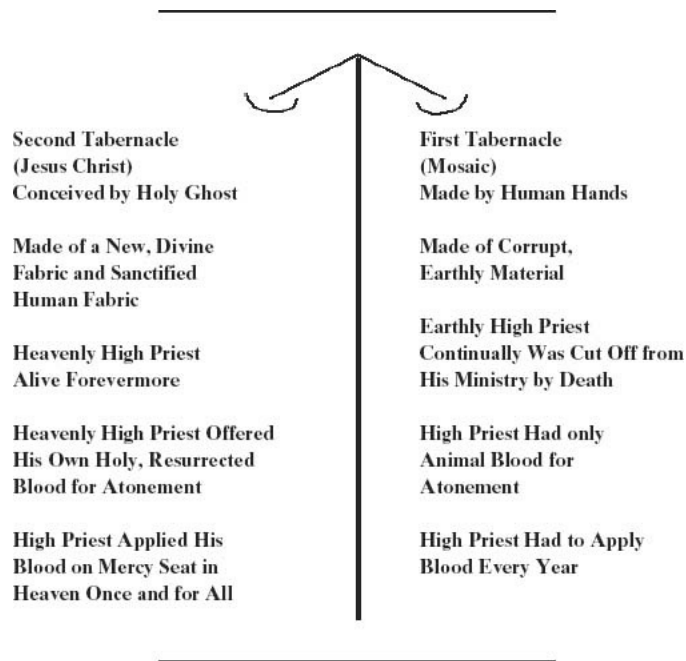 Second Tabernacle
(Jesus Christ)
Conceived by Holy Ghost
Made of a New, Divine
Fabric and Sanctified
Human Fabric
Heavenly High Priest
Alive Forevermore
Heavenly High Priest Offered
His Own Holy, Resurrected
Blood for Atonement
High Priest Applied His
Blood on Mercy Seat in
Heaven Once and for All
First Tabernacle
(Mosaic)
Made by Human Hands
Made of Corrupt,
Earthly Material
Earthly High Priest
Continually Was Cut Off from
His Ministry by Death
High Priest Had only
Animal Blood for
Atonement
High Priest Had to Apply
Blood Every Year